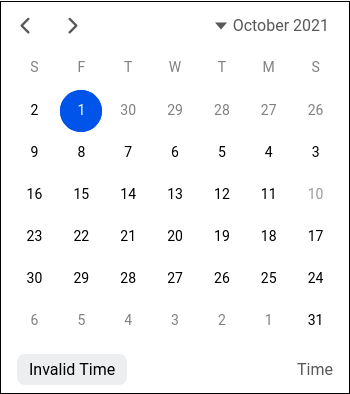 October 2021
S F T W T M S
2 1 30 29 28 27 26
9 8 7 6 5 4 3
16 15 14 13 12 11 10
23 22 21 20 19 18 17
30 29 28 27 26 25 24
6 5 4 3 2 1 31
Invalid Time Time